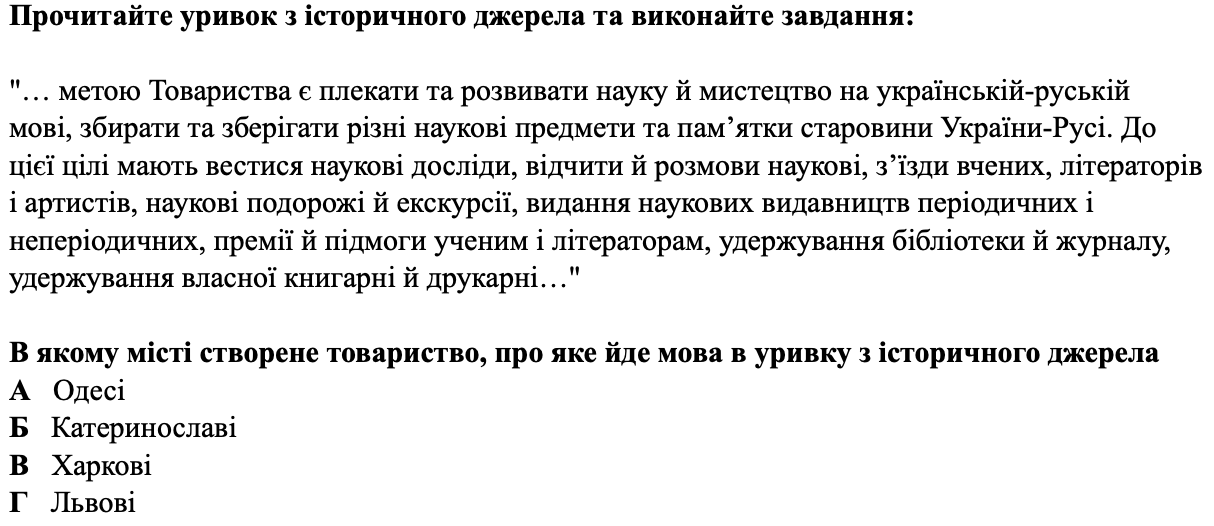 Прочитайте уривок з історичного джерела та виконайте завдання:
"… метою Товариства є плекати та розвивати науку й мистецтво на українській-руській
мові, збирати та зберігати різні наукові предмети та пам’ятки старовини України-Русі. До
цієї цілі мають вестися наукові досліди, відчити й розмови наукові, з’їзди вчених, літераторів
і артистів, наукові подорожі й екскурсії, видання наукових видавництв періодичних і
неперіодичних, премії й підмоги ученим і літераторам, удержування бібліотеки й журналу,
удержування власної книгарні й друкарні…"
В якому місті створене товариство, про яке йде мова в уривку з історичного джерела
А Одесі
Б Катеринославі
В Харкові
Г Львові